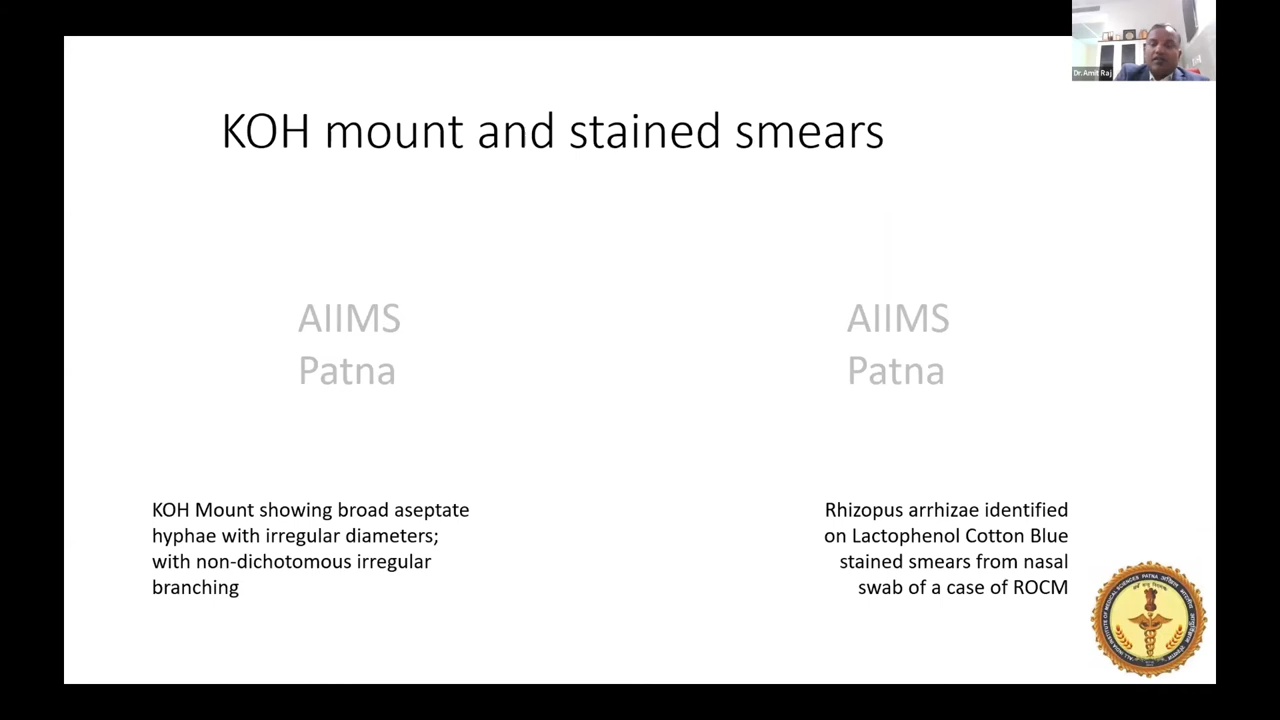 Dr.Amit Raj
KOH mount and stained smears
AIIMS
Patna
AIIMS
Patna
KOH Mount showing broad aseptate
hyphae with irregular diameters;
with non-dichotomous irregular
branching
Rhizopus arrhizae identified
on Lactophenol Cotton Blue
stained smears from nasal
swab of a case of ROCM